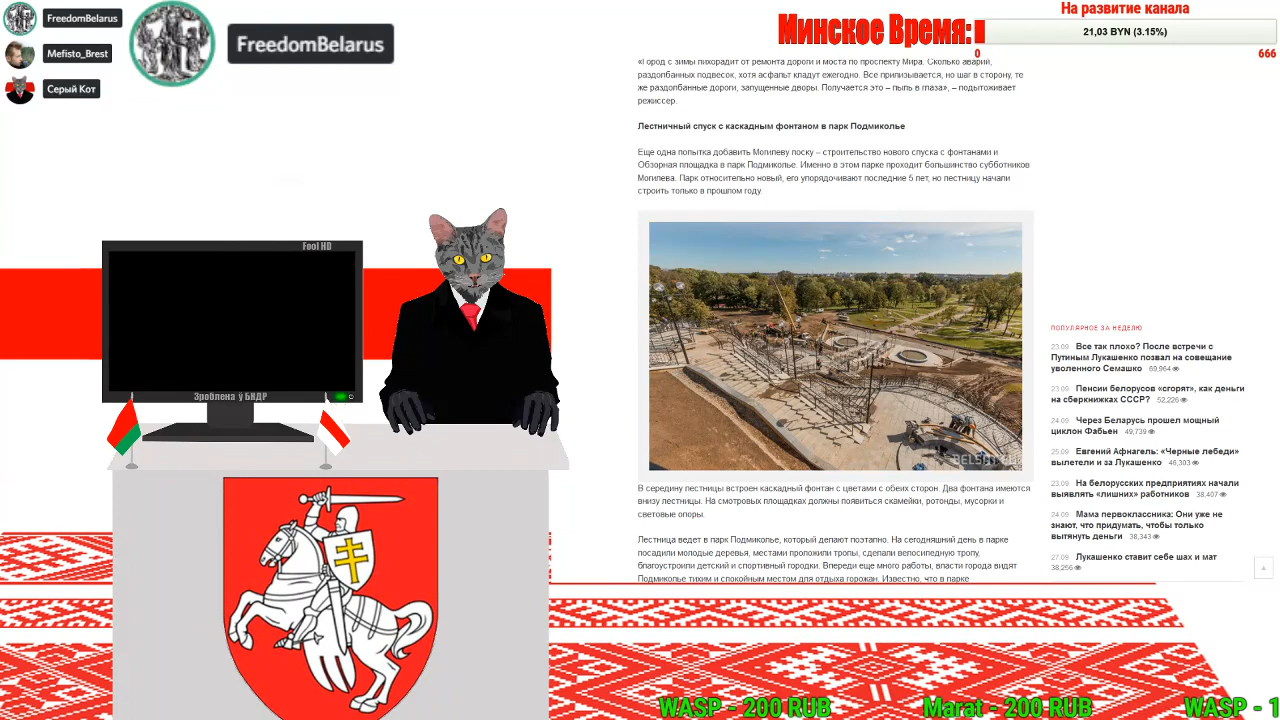 FreedomBelarus
FreedomBelarus
Mefisto_Brest
Серый Кот
Минское Время:
На развитие канала
21,03 BYN (3.15%)
0
666
«Город с зимы лихорадит от ремонта дороги и моста по проспекту Мира. Сколько аварий,
раздолбанных подвесок, хотя асфальт кладут ежегодно. Все прилизывается, но шаг в сторону, те
же раздолбанные дороги, запущенные дворы. Получается это – пыль в глаза», – подытоживает
режиссер.
Лестничный спуск с каскадным фонтаном в парк Подмиколье
Еще одна попытка добавить Могилеву лоску – строительство нового спуска с фонтанами и
Обзорная площадка в парк Подмиколье. Именно в этом парке проходит большинство субботников
Могилева. Парк относительно новый, его упорядочивают последние 5 лет, но лестницу начали
строить только в прошлом году.
В середину лестницы встроен каскадный фонтан с цветами с обеих сторон. Два фонтана имеются
внизу лестницы. На смотровых площадках должны появиться скамейки, ротонды, мусорки и
световые опоры.
Лестница ведет в парк Подмиколье, который делают поэтапно. На сегодняшний день в парке
посадили молодые деревья, местами проложили тропы, сделали велосипедную тропу,
благоустроили детский и спортивный городки. Впереди еще много работы, власти города видят
Подмиколье тихим и спокойным местом для отдыха горожан. Известно, что в парке
ПОПУЛЯРНОЕ ЗА НЕДЕЛЮ
23.09 Все так плохо? После встречи с
Путиным Лукашенко позвал на совещание
уволенного Семашко 69,964
23.09 Пенсии белорусов «сгорят», как деньги
на сберкнижках СССР? 52,226
24.09 Через Беларусь прошел мощный
циклон Фабьен 49,739
25.09 Евгений Афнагель: «Черные лебеди»
вылетели и за Лукашенко 46,303
23.09 На белорусских предприятиях начали
выявлять «лишних» работников 38,407
24.09 Мама первоклассника: Они уже не
знают, что придумать, чтобы только
вытянуть деньги 38,343
27.09 Лукашенко ставит себе шах и мат
38,256
Fool HD
Зроблена ў БНДР
WASP - 200 RUB
Marat - 200 RUB
WASP - 1